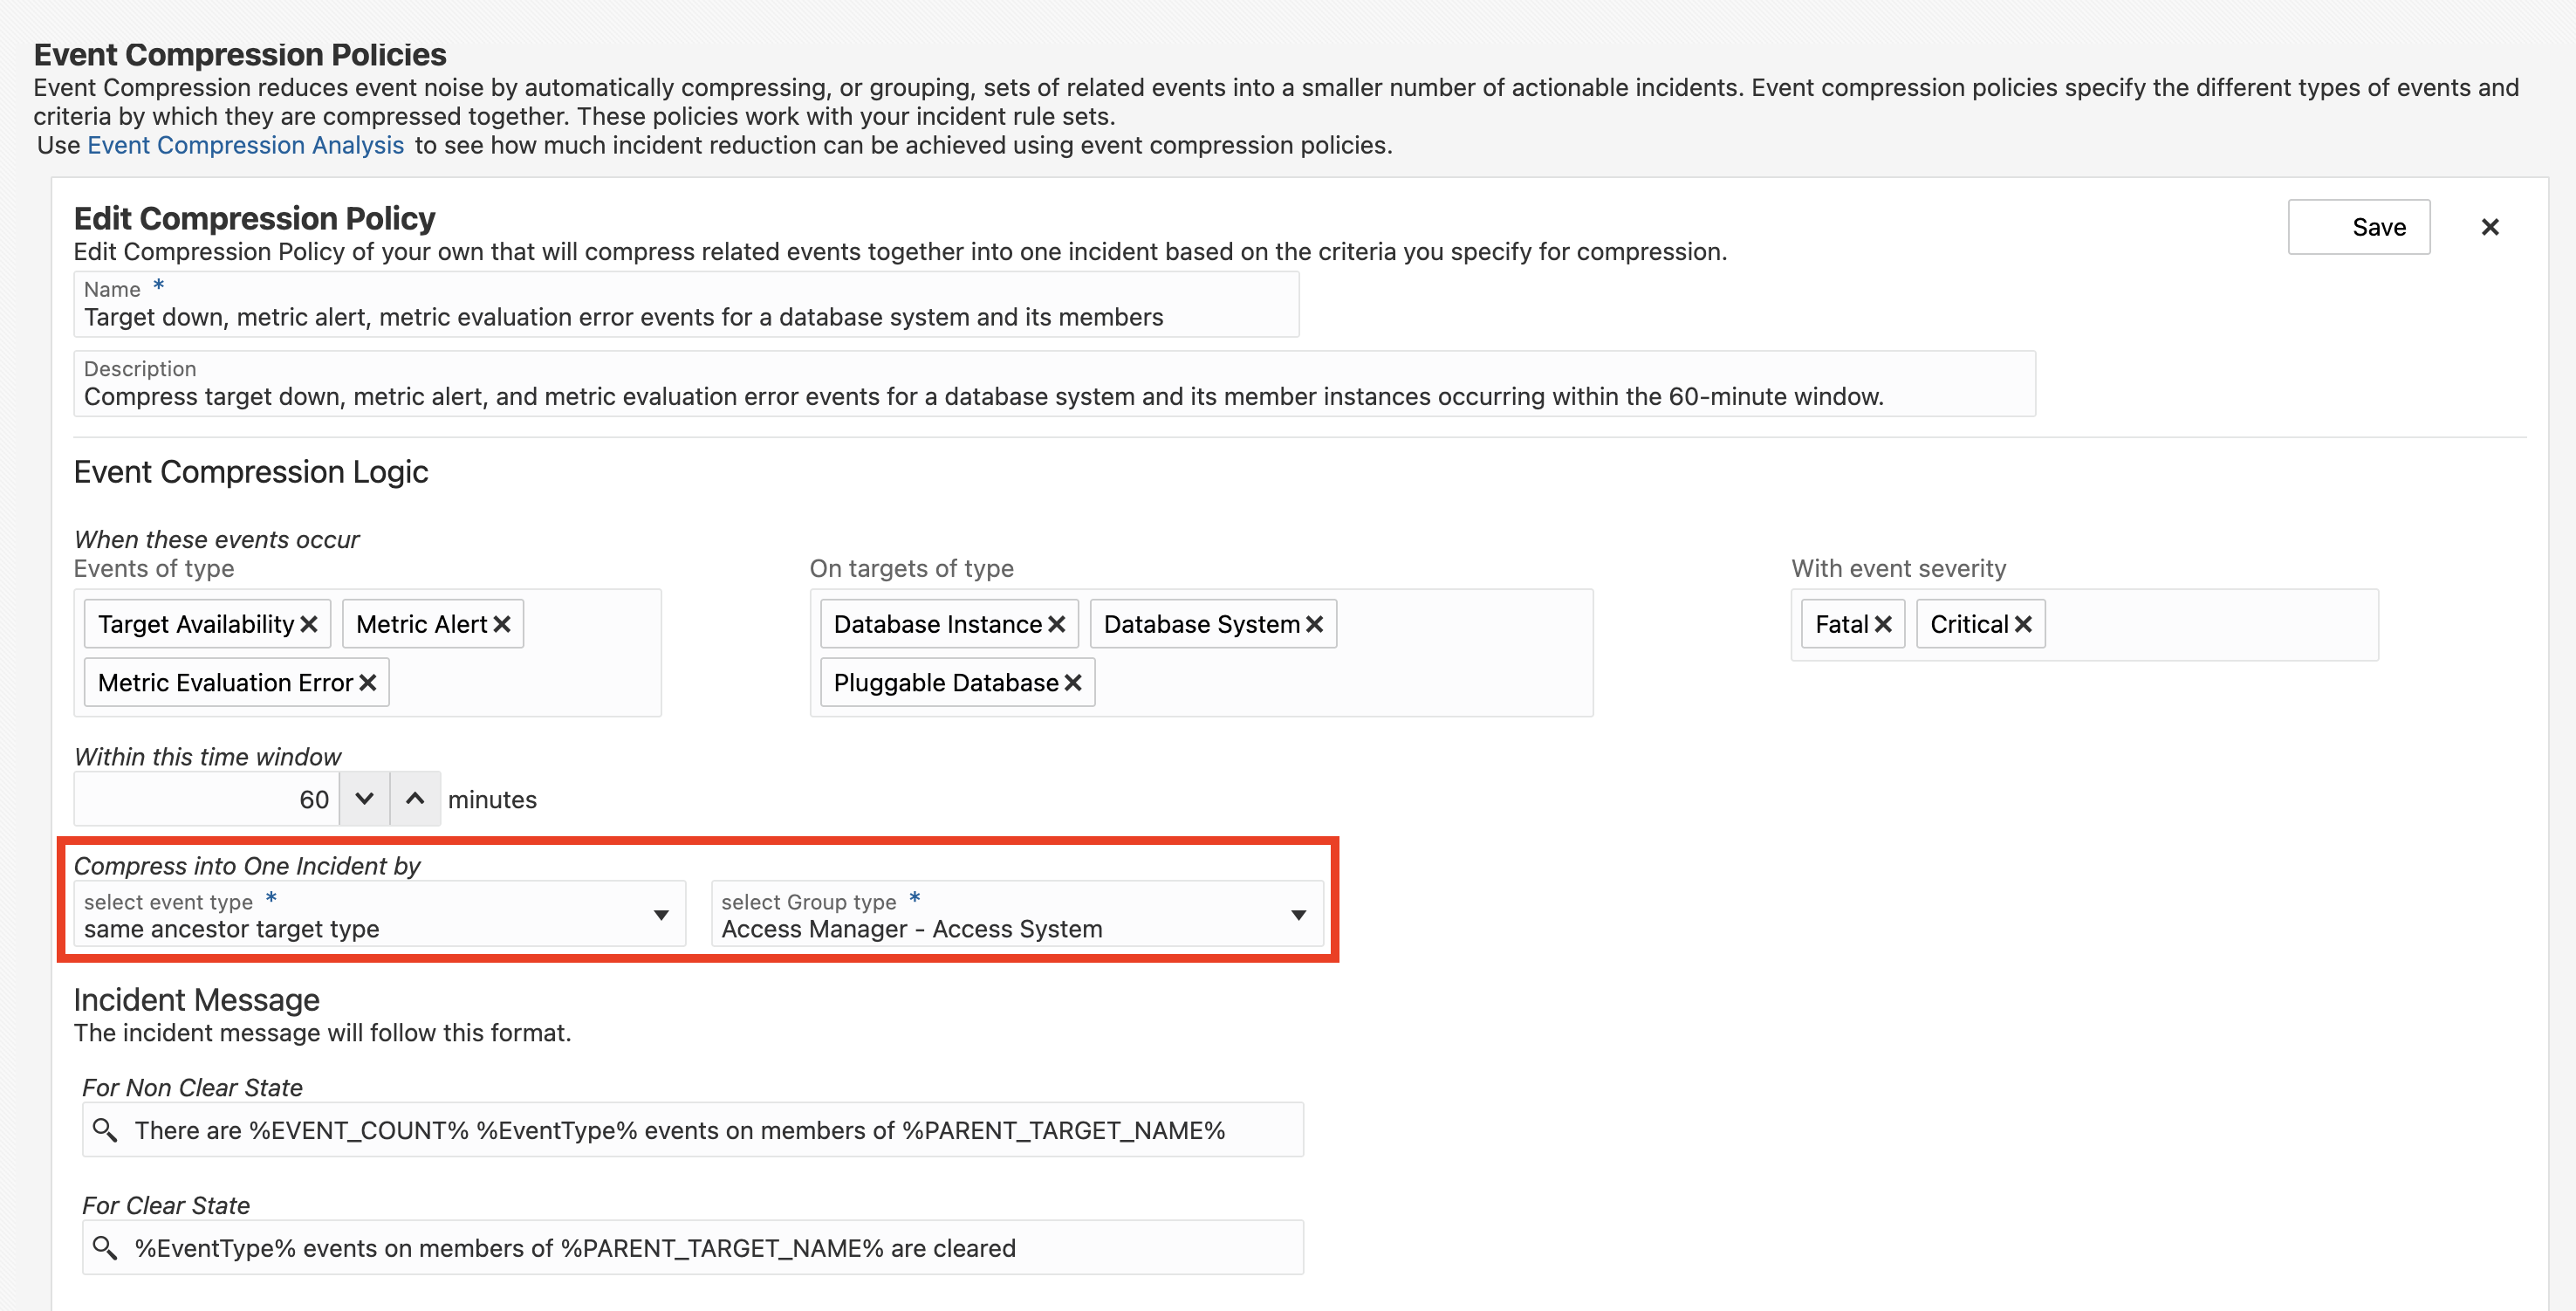 Event Compression Policies
Event Compression reduces event noise by automatically compressing, or grouping, sets of related events into a smaller number of actionable incidents. Event compression policies specify the different types of events and
criteria by which they are compressed together. These policies work with your incident rule sets.
Use Event Compression Analysis to see how much incident reduction can be achieved using event compression policies.
Edit Compression Policy
Save
Edit Compression Policy of your own that will compress related events together into one incident based on the criteria you specify for compression.
Name *
Target down, metric alert, metric evaluation error events for a database system and its members
Description
Compress target down, metric alert, and metric evaluation error events for a database system and its member instances occurring within the 60-minute window.
Event Compression Logic
When these events occur
Events of type
Target Availability
Metric Alert
Metric Evaluation Error
On targets of type
Database Instance
Database System
Pluggable Database
With event severity
Fatal
Critical
Within this time window
60 minutes
Compress into One Incident by
select event type *
same ancestor target type
select Group type *
Access Manager - Access System
Incident Message
The incident message will follow this format.
For Non Clear State
There are %EVENT_COUNT% %EventType% events on members of %PARENT_TARGET_NAME%
For Clear State
%EventType% events on members of %PARENT_TARGET_NAME% are cleared